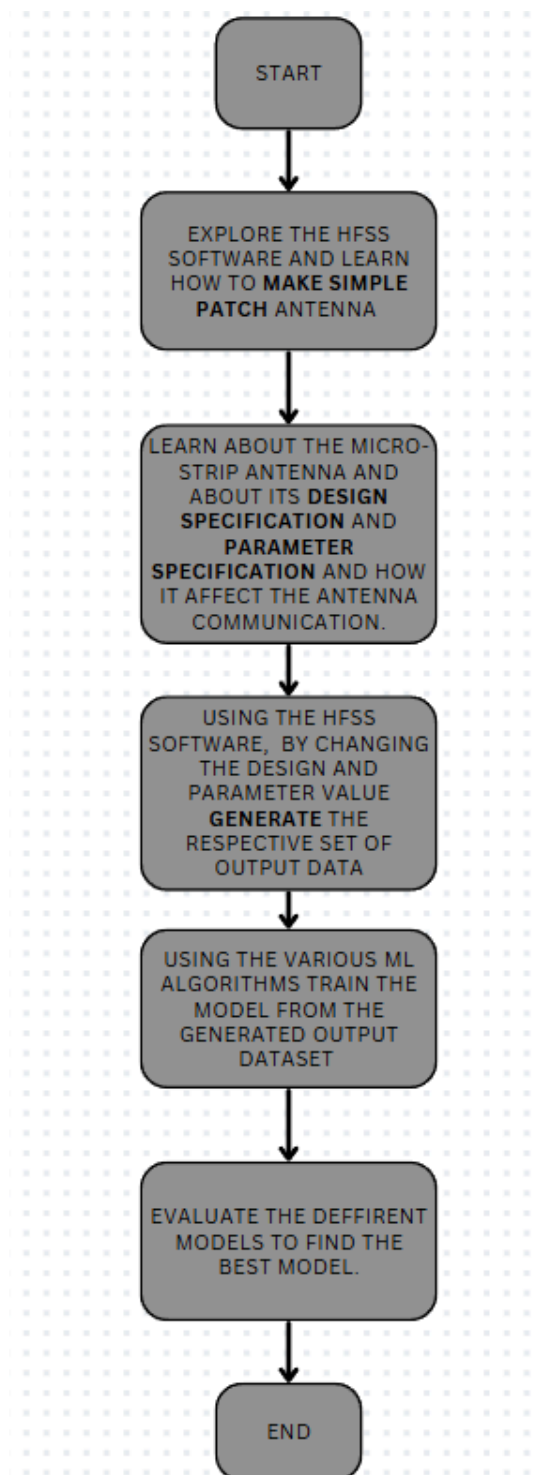 START
EXPLORE THE HFSS
SOFTWARE AND LEARN
HOW TO MAKE SIMPLE
PATCH ANTENNA
LEARN ABOUT THE MICRO-
STRIP ANTENNA AND
ABOUT ITS DESIGN
SPECIFICATION AND
PARAMETER
SPECIFICATION AND HOW
IT AFFECT THE ANTENNA
COMMUNICATION.
USING THE HFSS
SOFTWARE, BY CHANGING
THE DESIGN AND
PARAMETER VALUE
GENERATE THE
RESPECTIVE SET OF
OUTPUT DATA
USING THE VARIOUS ML
ALGORITHMS TRAIN THE
MODEL FROM THE
GENERATED OUTPUT
DATASET
EVALUATE THE DEFFIRENT
MODELS TO FIND THE
BEST MODEL.
END